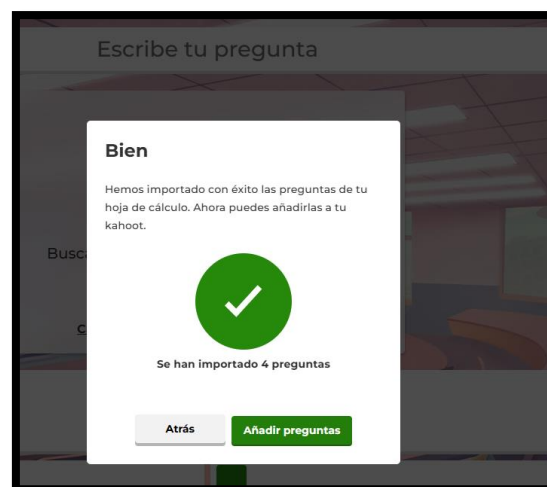 Escribe tu pregunta
Bien
Hemos importado con éxito las preguntas de tu
hoja de cálculo. Ahora puedes añadirlas a tu
kahoot.
Busc
C
Se han importado 4 preguntas
Atrás
Añadir preguntas